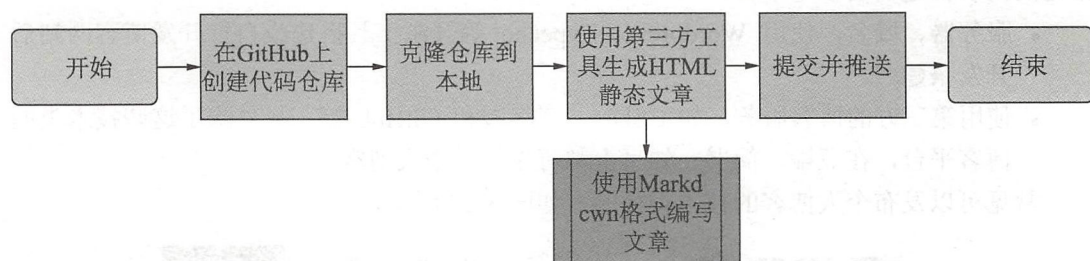 开始
在GitHub上
创建代码仓库
克隆仓库到
本地
使用第三方工
具生成HTML
静态文章
提交并推送
结束
使用Markd
cwn格式编写
文章